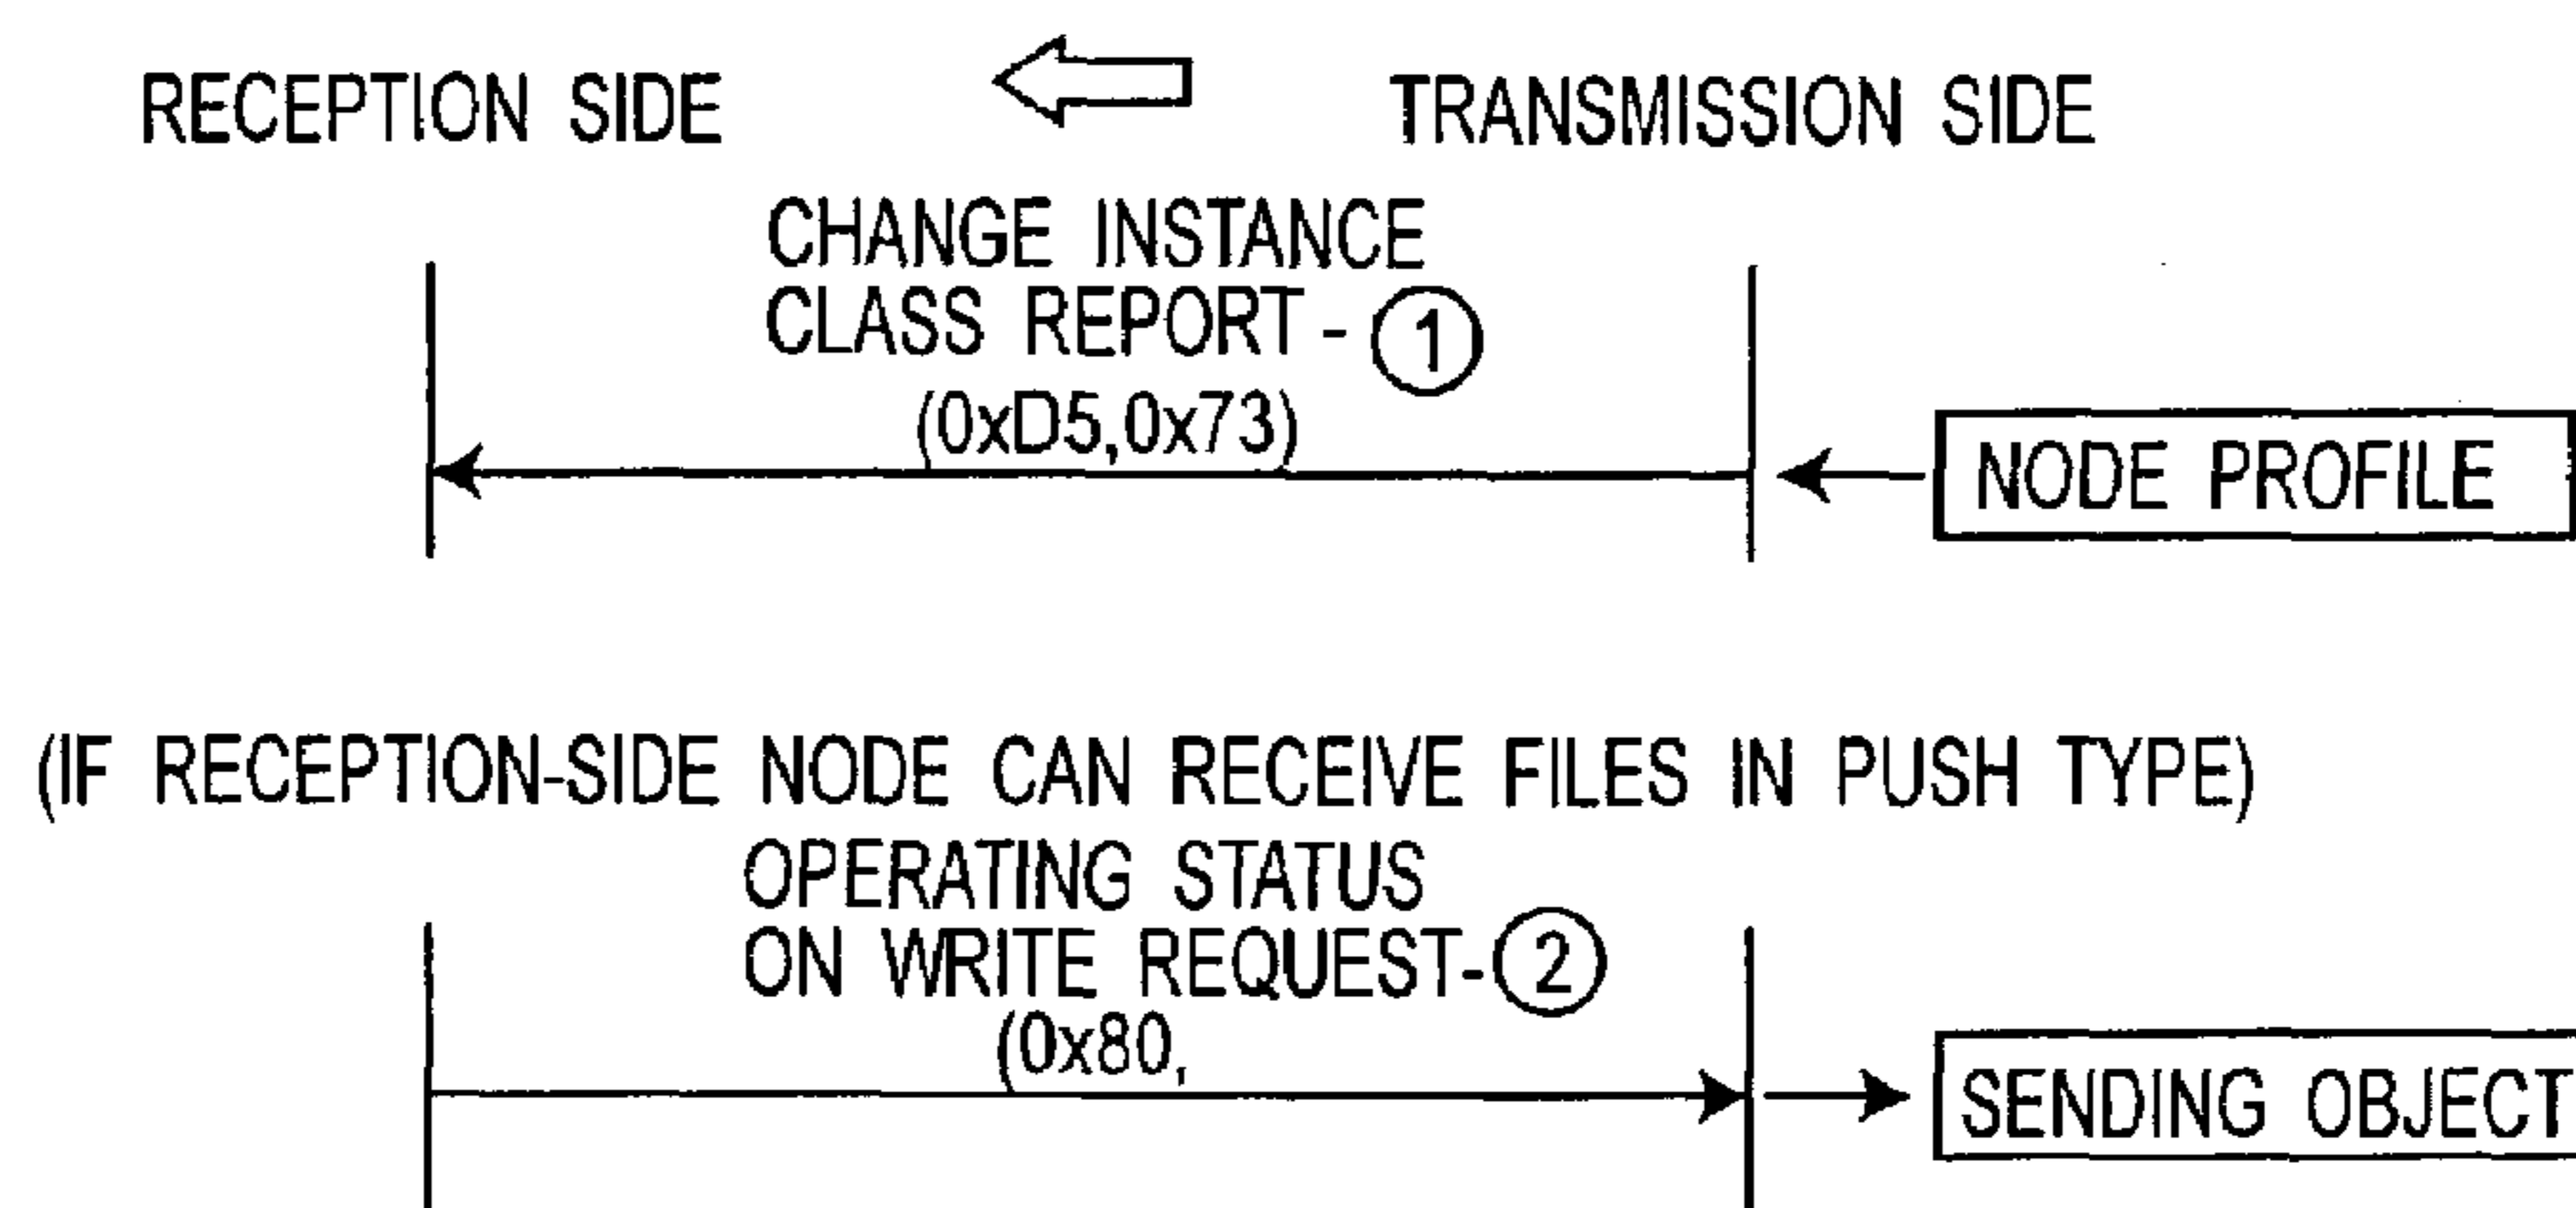 RECEPTION SIDE
TRANSMISSION SIDE
CHANGE INSTANCE
CLASS REPORT - ①
(0xD5,0x73)
NODE PROFILE
(IF RECEPTION-SIDE NODE CAN RECEIVE FILES IN PUSH TYPE)
OPERATING STATUS
ON WRITE REQUEST-②
(0x80,
SENDING OBJECT